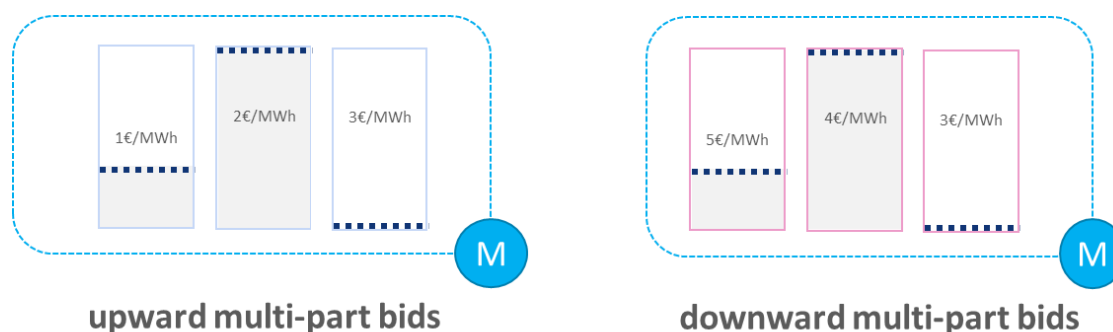 1€/MWh
2€/MWh
3€/MWh
M
upward multi-part bids
5€/MWh
4€/MWh
3€/MWh
M
downward multi-part bids